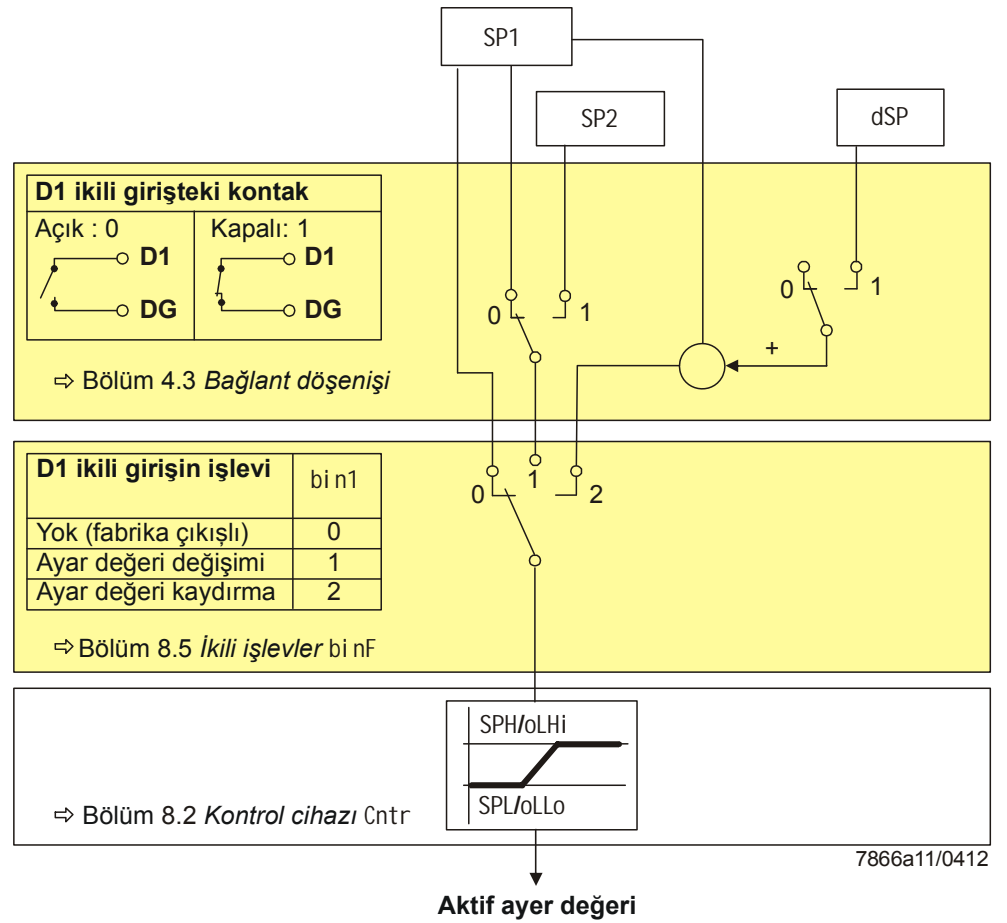 SP1
SP2
dSP
D1 ikili girişteki kontak
Açık : 0
Kapalı: 1
D1
D1
DG
DG
0
1
0
1
+
⇨ Bölüm 4.3 Bağlant döşenişi
D1 ikili girişin işlevi
bin1
Yok (fabrika çıkışlı)
0
Ayar değeri değişimi
1
Ayar değeri kaydırma
2
0
1
2
⇨ Bölüm 8.5 İkili işlevler binF
SPH/oLHi
SPL/oLLo
⇨ Bölüm 8.2 Kontrol cihazı Cntr
7866a11/0412
Aktif ayer değeri